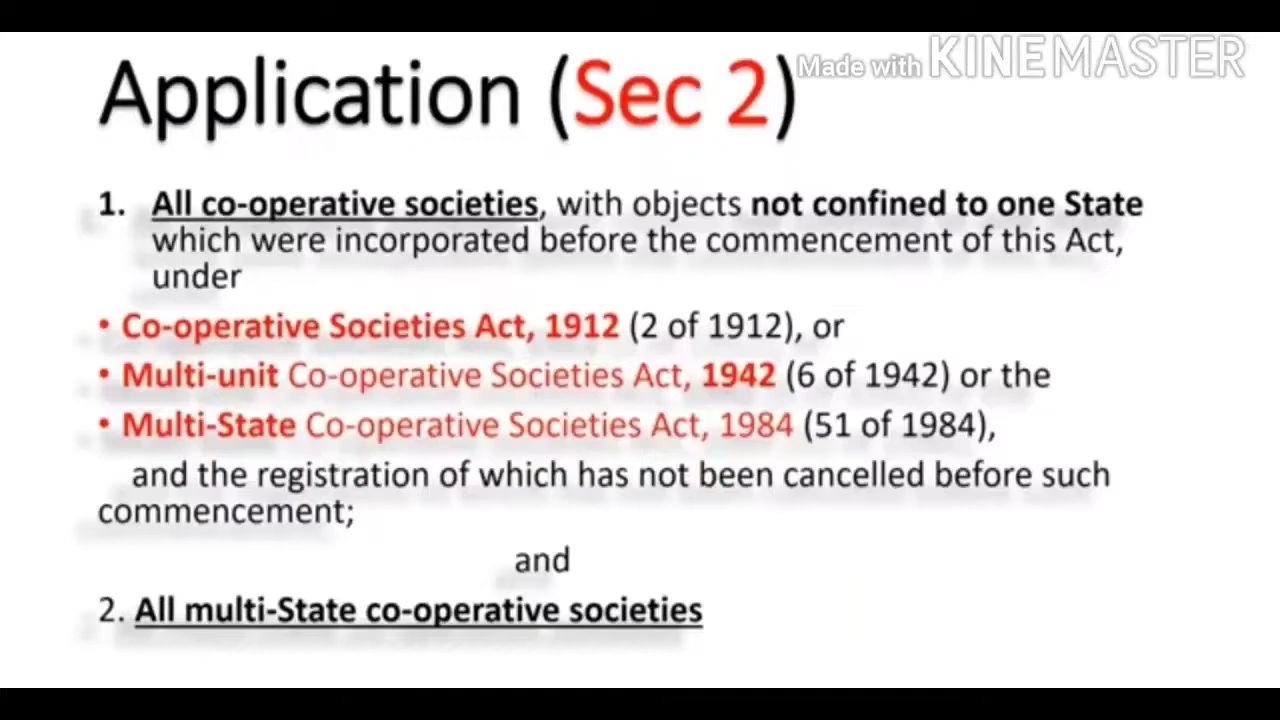 Application (Sec 2)
Made with KINEMASTER
1. All co-operative societies, with objects not confined to one State
which were incorporated before the commencement of this Act,
under
• Co-operative Societies Act, 1912 (2 of 1912), or
• Multi-unit Co-operative Societies Act, 1942 (6 of 1942) or the
• Multi-State Co-operative Societies Act, 1984 (51 of 1984),
and the registration of which has not been cancelled before such
commencement;
and
2. All multi-State co-operative societies